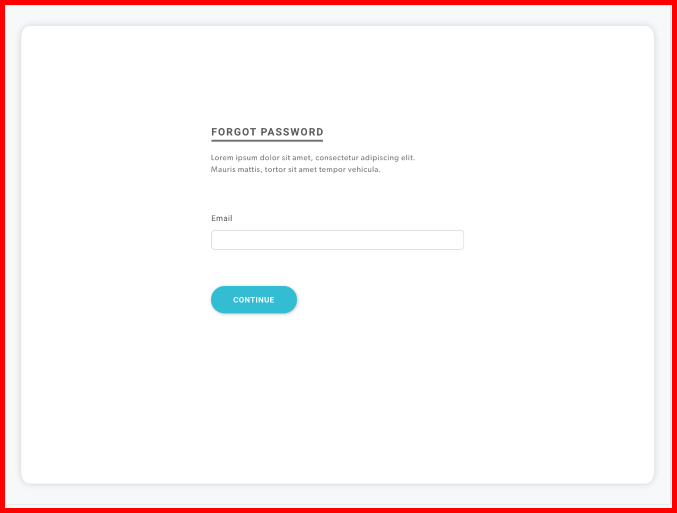 FORGOT PASSWORD
Lorem ipsum dolor sit amet, consectetur adipiscing elit.
Mauris mattis, tortor sit amet tempor vehicula.
Email
CONTINUE